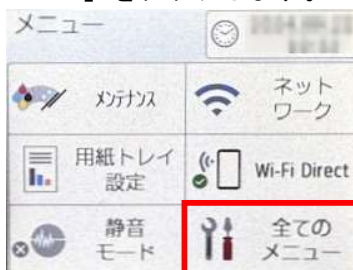 メニュー
メンテナンス
ネット
ワーク
用紙トレイ
設定
Wi-Fi Direct
静音
モード
全ての
メニュー